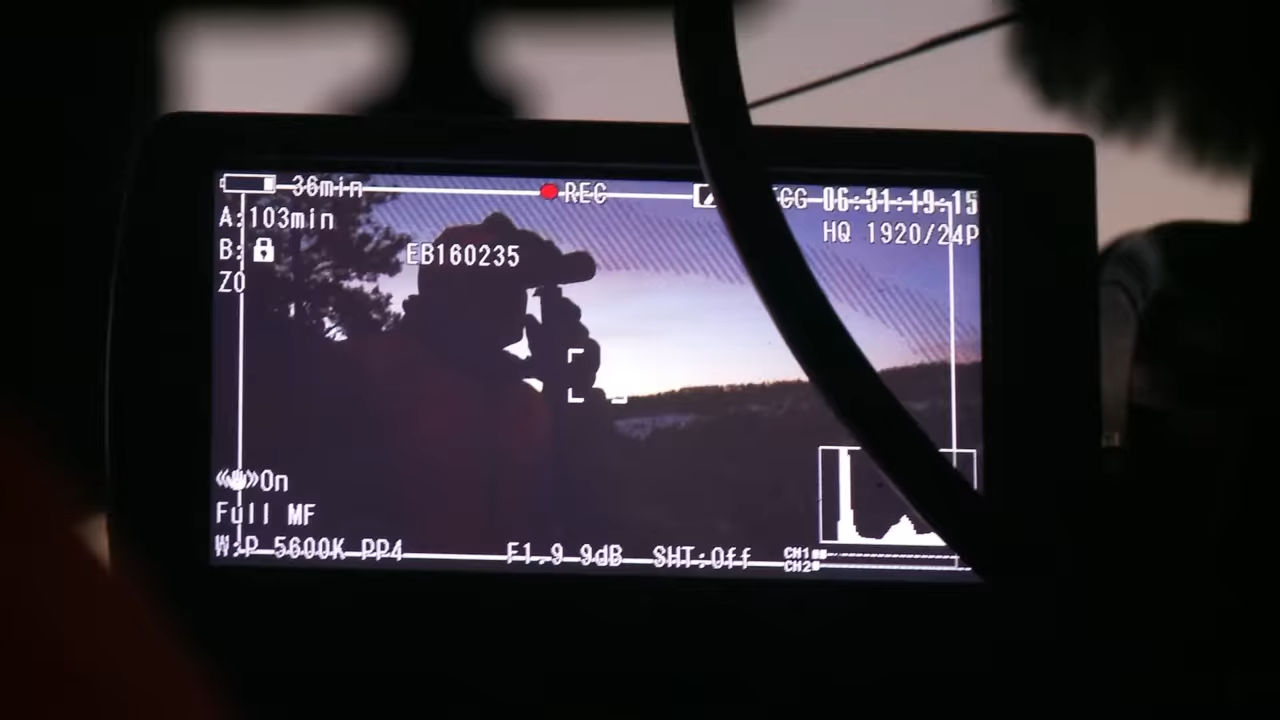 36min REC CG 06:31:19:15
A:103min HQ 1920/24P
B: EB160235
Z0
On
Full MF
W:P 5600K PP4 F1.9 9dB SHT:Off CH1
CH2